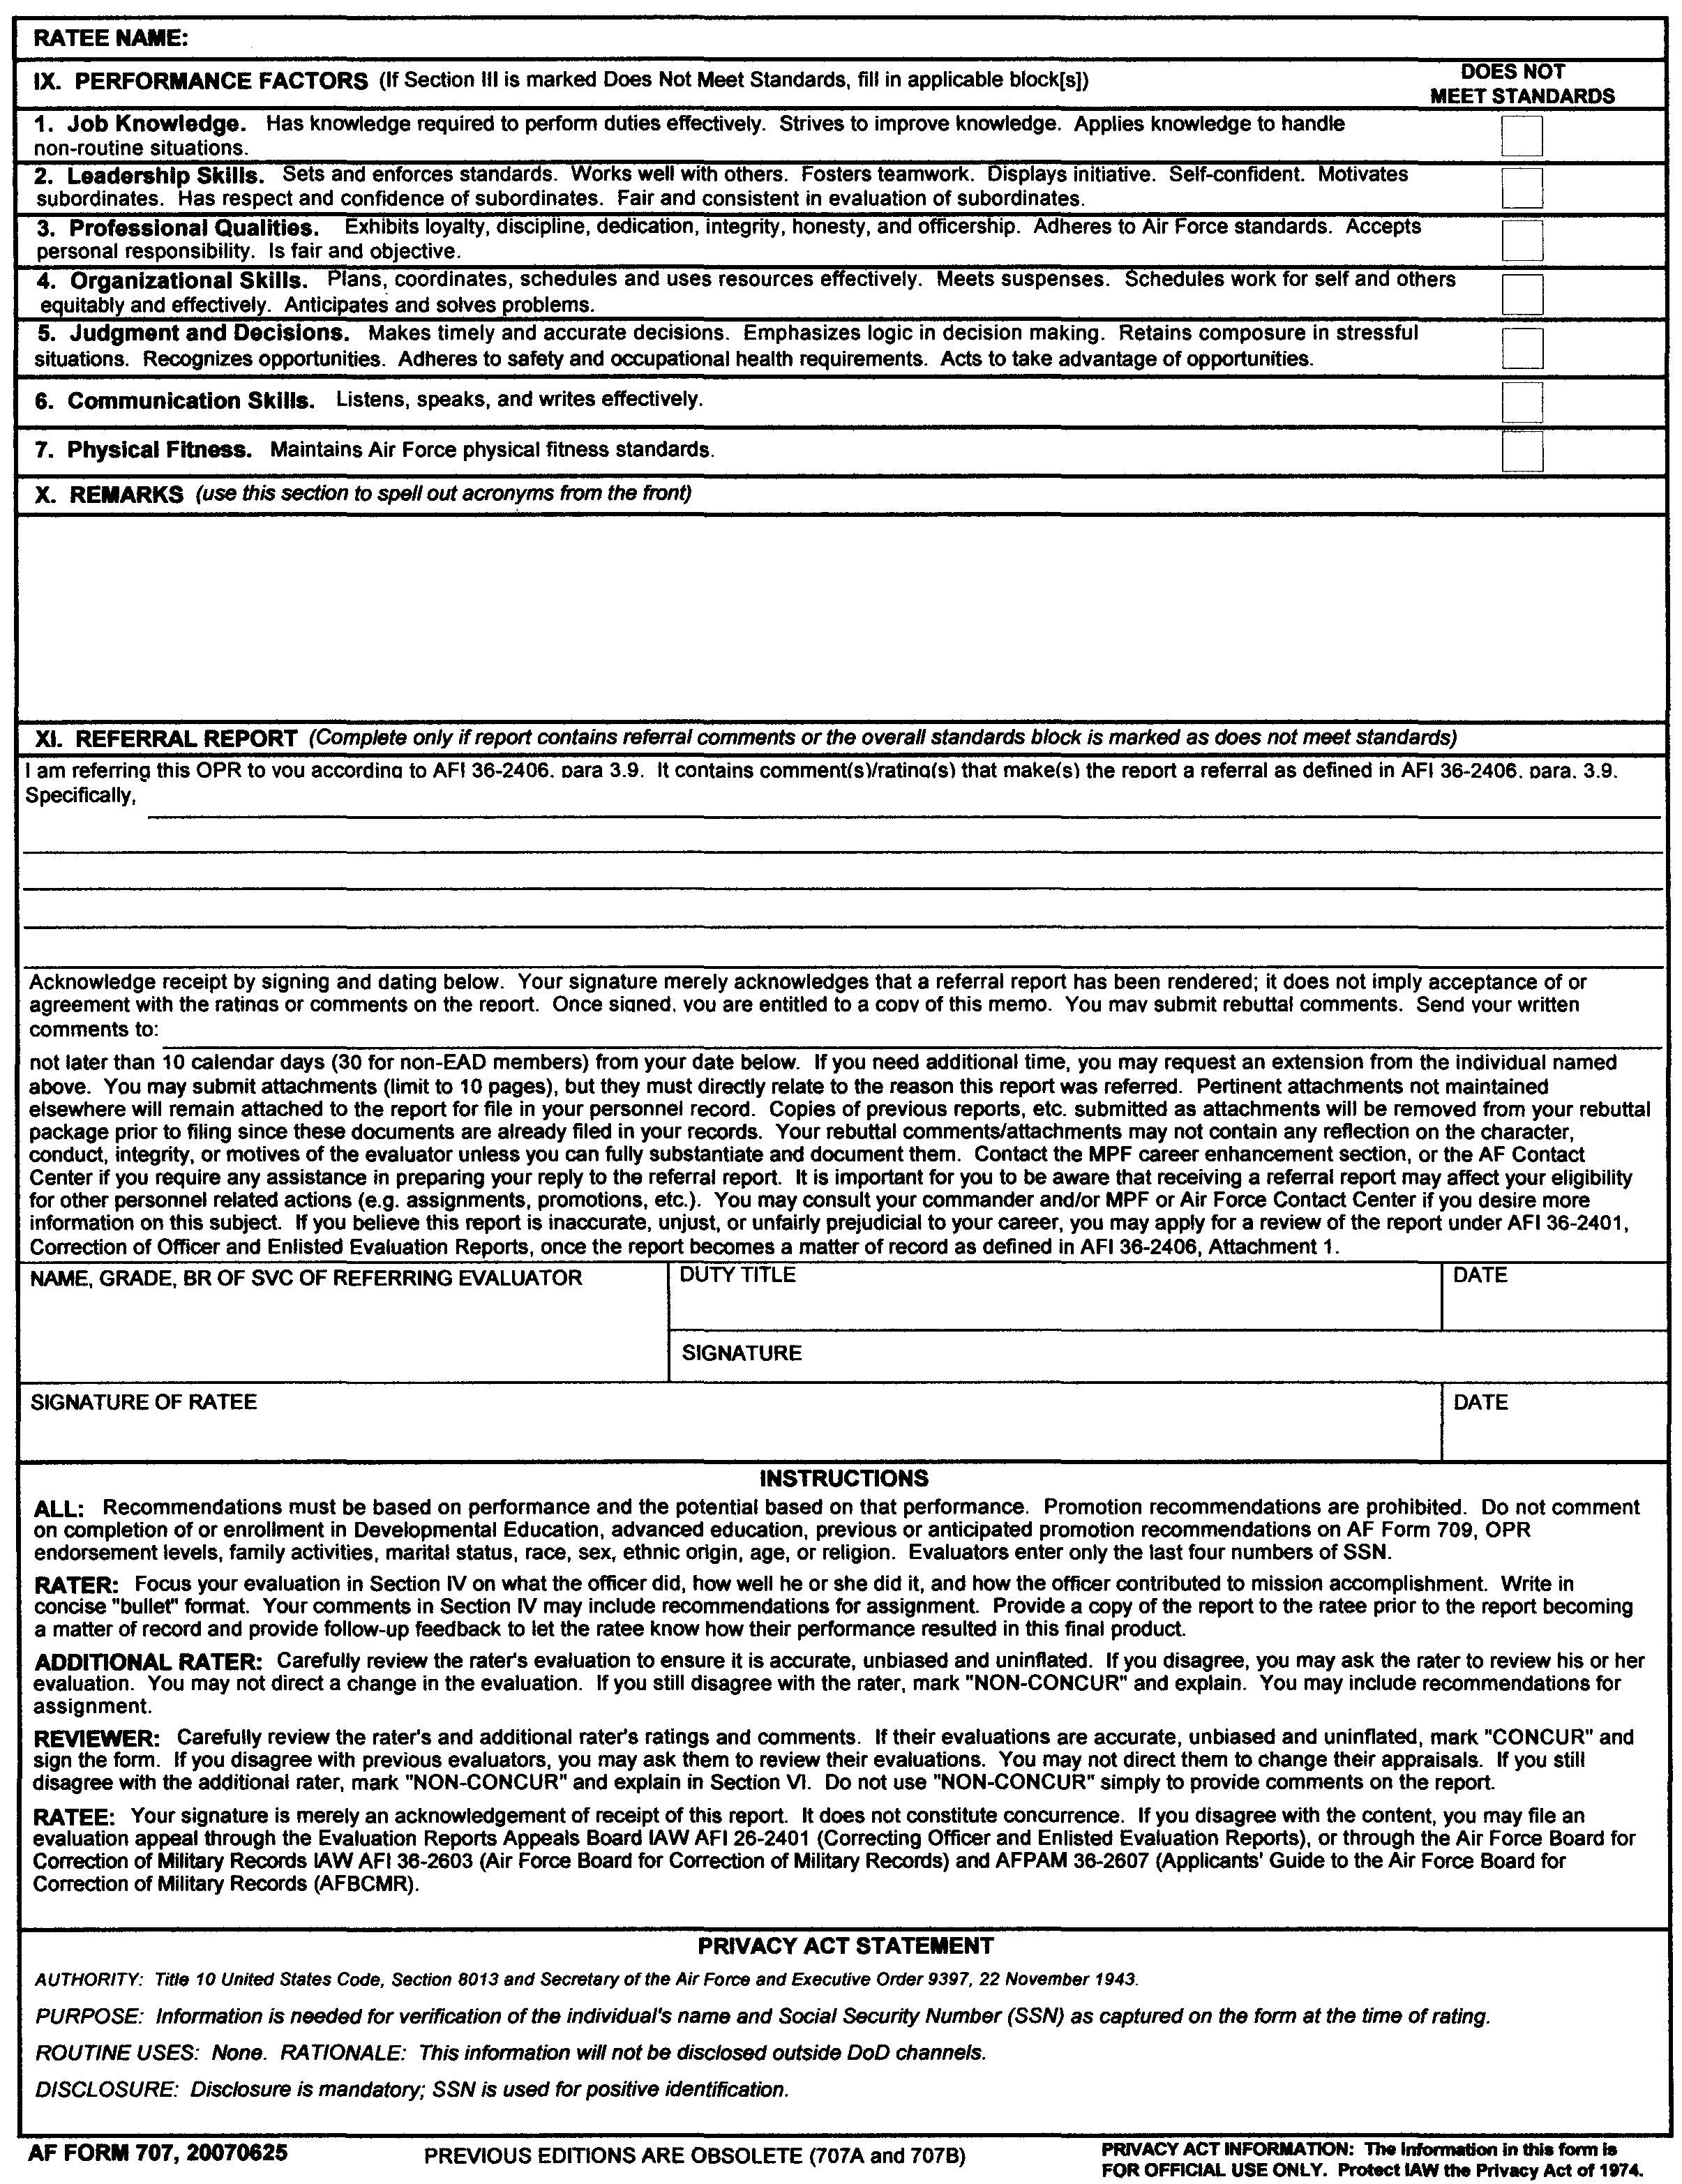 RATEE NAME:
IX. PERFORMANCE FACTORS (If Section III is marked Does Not Meet Standards, fill in applicable block[s])
DOES NOT
MEET STANDARDS
1. Job Knowledge. Has knowledge required to perform duties effectively. Strives to improve knowledge. Applies knowledge to handle
non-routine situations.
2. Leadership Skills. Sets and enforces standards. Works well with others. Fosters teamwork. Displays initiative. Self-confident. Motivates
subordinates. Has respect and confidence of subordinates. Fair and consistent in evaluation of subordinates.
3. Professional Qualities. Exhibits loyalty, discipline, dedication, integrity, honesty, and officership. Adheres to Air Force standards. Accepts
personal responsibility. Is fair and objective.
4. Organizational Skills. Plans, coordinates, schedules and uses resources effectively. Meets suspenses. Schedules work for self and others
equitably and effectively. Anticipates and solves problems.
5. Judgment and Decisions. Makes timely and accurate decisions. Emphasizes logic in decision making. Retains composure in stressful
situations. Recognizes opportunities. Adheres to safety and occupational health requirements. Acts to take advantage of opportunities.
6. Communication Skills. Listens, speaks, and writes effectively.
7. Physical Fitness. Maintains Air Force physical fitness standards.
X. REMARKS (use this section to spell out acronyms from the front)
XI. REFERRAL REPORT (Complete only if report contains referral comments or the overall standards block is marked as does not meet standards)
I am referring this OPR to you according to AFI 36-2406, para 3.9. It contains comment(s)/rating(s) that make(s) the report a referral as defined in AFI 36-2406, para. 3.9.
Specifically,
Acknowledge receipt by signing and dating below. Your signature merely acknowledges that a referral report has been rendered; it does not imply acceptance of or
agreement with the ratings or comments on the report. Once signed, you are entitled to a copy of this memo. You may submit rebuttal comments. Send your written
comments to:
not later than 10 calendar days (30 for non-EAD members) from your date below. If you need additional time, you may request an extension from the individual named
above. You may submit attachments (limit to 10 pages), but they must directly relate to the reason this report was referred. Pertinent attachments not maintained
elsewhere will remain attached to the report for file in your personnel record. Copies of previous reports, etc. submitted as attachments will be removed from your rebuttal
package prior to filing since these documents are already filed in your records. Your rebuttal comments/attachments may not contain any reflection on the character,
conduct, integrity, or motives of the evaluator unless you can fully substantiate and document them. Contact the MPF career enhancement section, or the AF Contact
Center if you require any assistance in preparing your reply to the referral report. It is important for you to be aware that receiving a referral report may affect your eligibility
for other personnel related actions (e.g. assignments, promotions, etc.). You may consult your commander and/or MPF or Air Force Contact Center if you desire more
information on this subject. If you believe this report is inaccurate, unjust, or unfairly prejudicial to your career, you may apply for a review of the report under AFI 36-2401,
Correction of Officer and Enlisted Evaluation Reports, once the report becomes a matter of record as defined in AFI 36-2406, Attachment 1.
NAME, GRADE, BR OF SVC OF REFERRING EVALUATOR
DUTY TITLE
DATE
SIGNATURE
SIGNATURE OF RATEE
DATE
INSTRUCTIONS
ALL: Recommendations must be based on performance and the potential based on that performance. Promotion recommendations are prohibited. Do not comment
on completion of or enrollment in Developmental Education, advanced education, previous or anticipated promotion recommendations on AF Form 709, OPR
endorsement levels, family activities, marital status, race, sex, ethnic origin, age, or religion. Evaluators enter only the last four numbers of SSN.
RATER: Focus your evaluation in Section IV on what the officer did, how well he or she did it, and how the officer contributed to mission accomplishment. Write in
concise "bullet" format. Your comments in Section IV may include recommendations for assignment. Provide a copy of the report to the ratee prior to the report becoming
a matter of record and provide follow-up feedback to let the ratee know how their performance resulted in this final product.
ADDITIONAL RATER: Carefully review the rater's evaluation to ensure it is accurate, unbiased and uninflated. If you disagree, you may ask the rater to review his or her
evaluation. You may not direct a change in the evaluation. If you still disagree with the rater, mark "NON-CONCUR" and explain. You may include recommendations for
assignment.
REVIEWER: Carefully review the rater's and additional rater's ratings and comments. If their evaluations are accurate, unbiased and uninflated, mark "CONCUR" and
sign the form. If you disagree with previous evaluators, you may ask them to review their evaluations. You may not direct them to change their appraisals. If you still
disagree with the additional rater, mark "NON-CONCUR" and explain in Section VI. Do not use "NON-CONCUR" simply to provide comments on the report.
RATEE: Your signature is merely an acknowledgement of receipt of this report. It does not constitute concurrence. If you disagree with the content, you may file an
evaluation appeal through the Evaluation Reports Appeals Board IAW AFI 26-2401 (Correcting Officer and Enlisted Evaluation Reports), or through the Air Force Board for
Correction of Military Records IAW AFI 36-2603 (Air Force Board for Correction of Military Records) and AFPAM 36-2607 (Applicants' Guide to the Air Force Board for
Correction of Military Records (AFBCMR).
PRIVACY ACT STATEMENT
AUTHORITY: Title 10 United States Code, Section 8013 and Secretary of the Air Force and Executive Order 9397, 22 November 1943.
PURPOSE: Information is needed for verification of the individual's name and Social Security Number (SSN) as captured on the form at the time of rating.
ROUTINE USES: None. RATIONALE: This information will not be disclosed outside DoD channels.
DISCLOSURE: Disclosure is mandatory; SSN is used for positive identification.
AF FORM 707, 20070625
PREVIOUS EDITIONS ARE OBSOLETE (707A and 707B)
PRIVACY ACT INFORMATION: The information in this form is
FOR OFFICIAL USE ONLY. Protect IAW the Privacy Act of 1974.